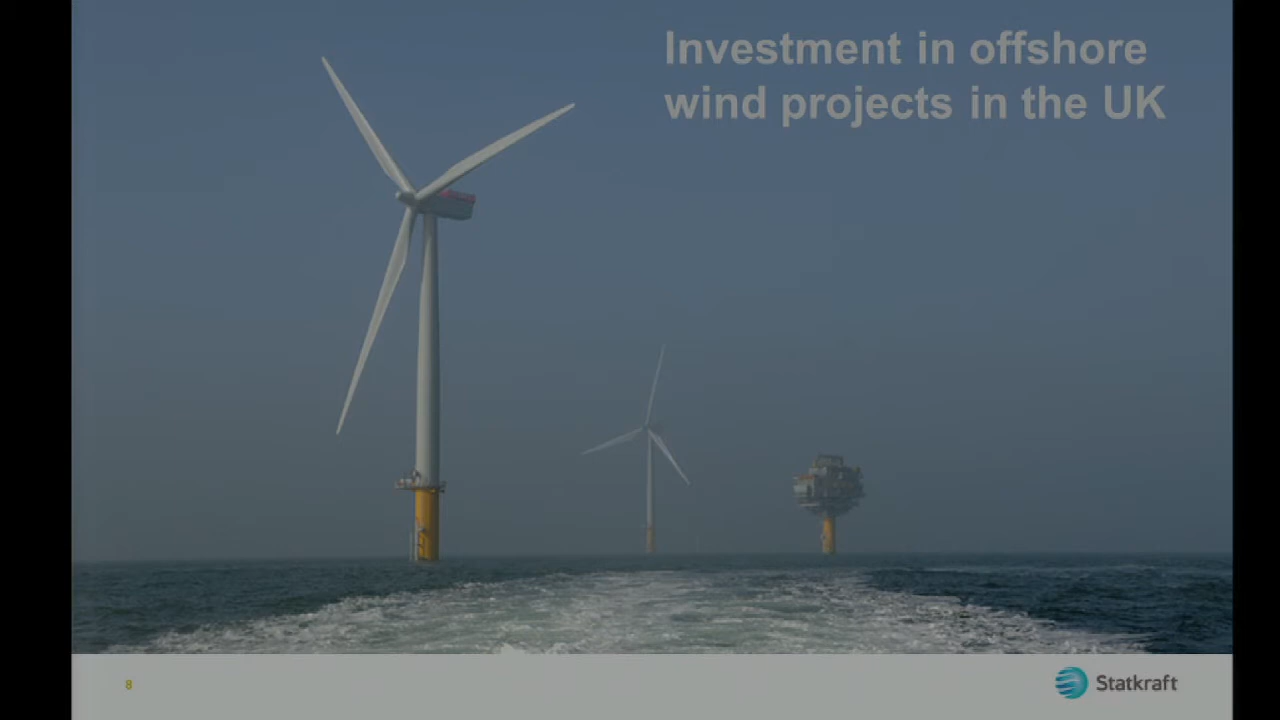 Investment in offshore
wind projects in the UK
8
Statkraft